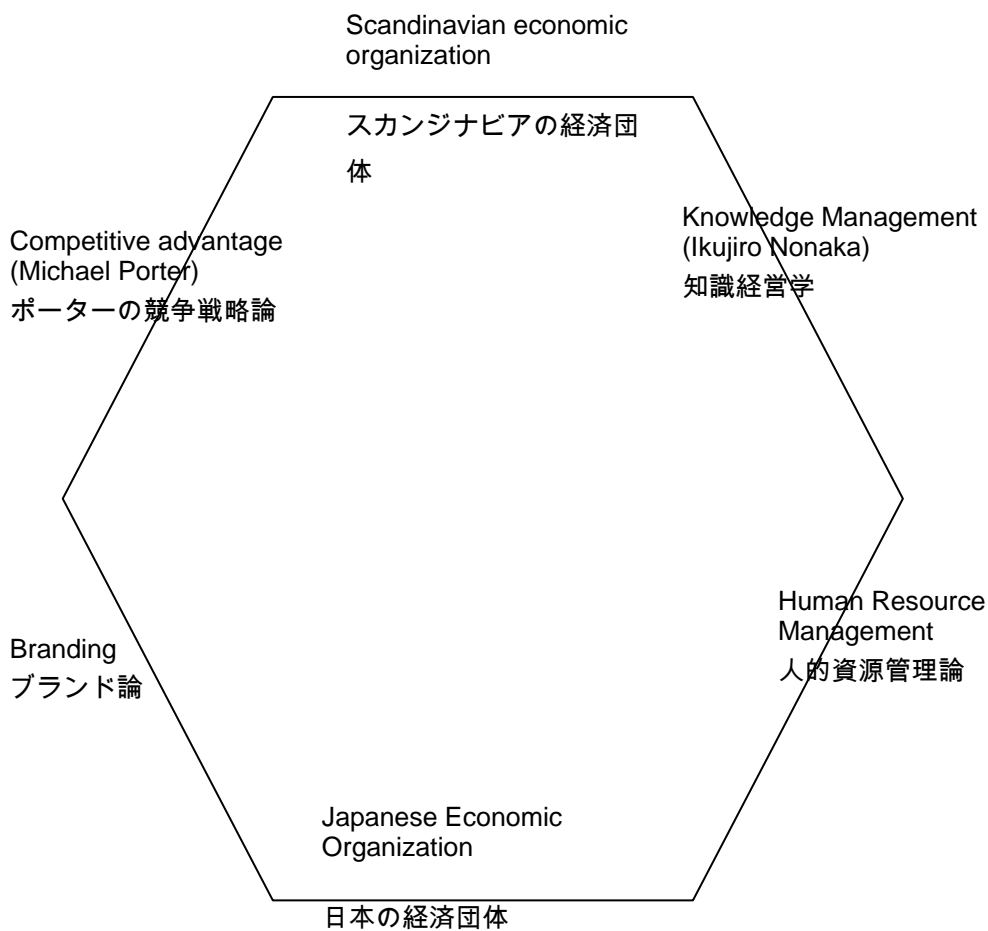 Scandinavian economic
organization
スカンジナビアの経済団
体
Knowledge Management
(Ikujiro Nonaka)
知識経営学
Competitive advantage
(Michael Porter)
ポーターの競争戦略論
Human Resource
Management
人的資源管理論
Branding
ブランド論
Japanese Economic
Organization
日本の経済団体